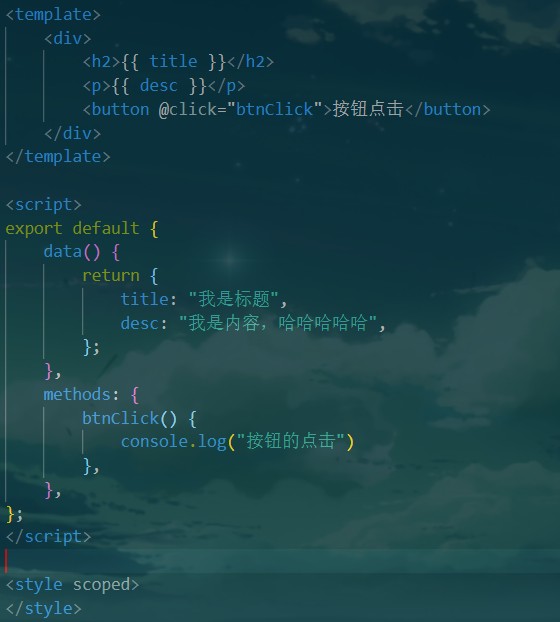 <template>
    <div>
        <h2>{{ title }}</h2>
        <p>{{ desc }}</p>
        <button @click="btnClick">按钮点击</button>
    </div>
</template>

<script>
export default {
    data() {
        return {
            title: "我是标题",
            desc: "我是内容，哈哈哈哈哈",
        };
    },
    methods: {
        btnClick() {
            console.log("按钮的点击")
        },
    },
};
</script>

<style scoped>
</style>